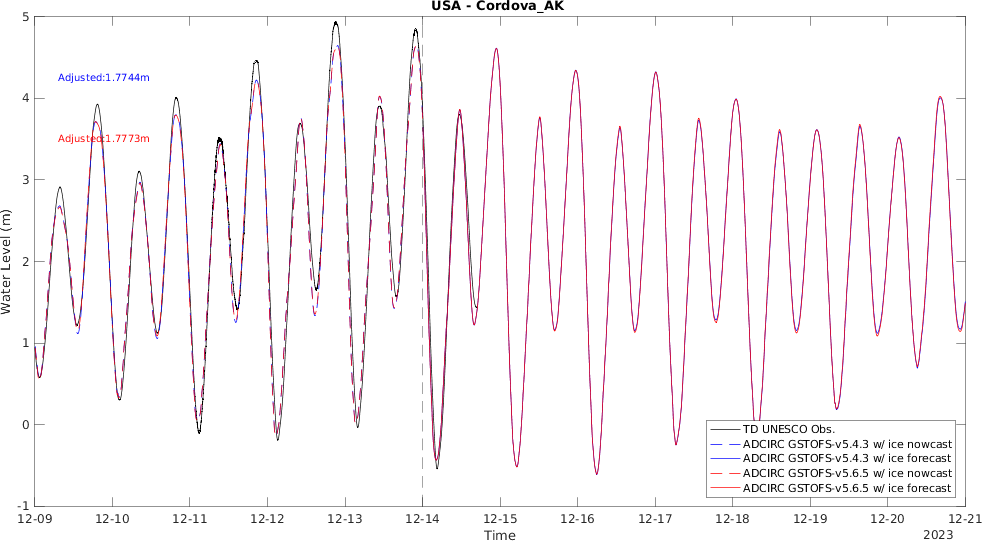 USA - Cordova_AK
5
4
3
2
1
0
-1
Water Level (m)
Adjusted:1.7744m
Adjusted:1.7773m
TD UNESCO Obs.
ADCIRC GSTOFS-v5.4.3 w/ ice nowcast
ADCIRC GSTOFS-v5.4.3 w/ ice forecast
ADCIRC GSTOFS-v5.6.5 w/ ice nowcast
ADCIRC GSTOFS-v5.6.5 w/ ice forecast
12-09 12-10 12-11 12-12 12-13 12-14 12-15 12-16 12-17 12-18 12-19 12-20 12-21
Time
2023